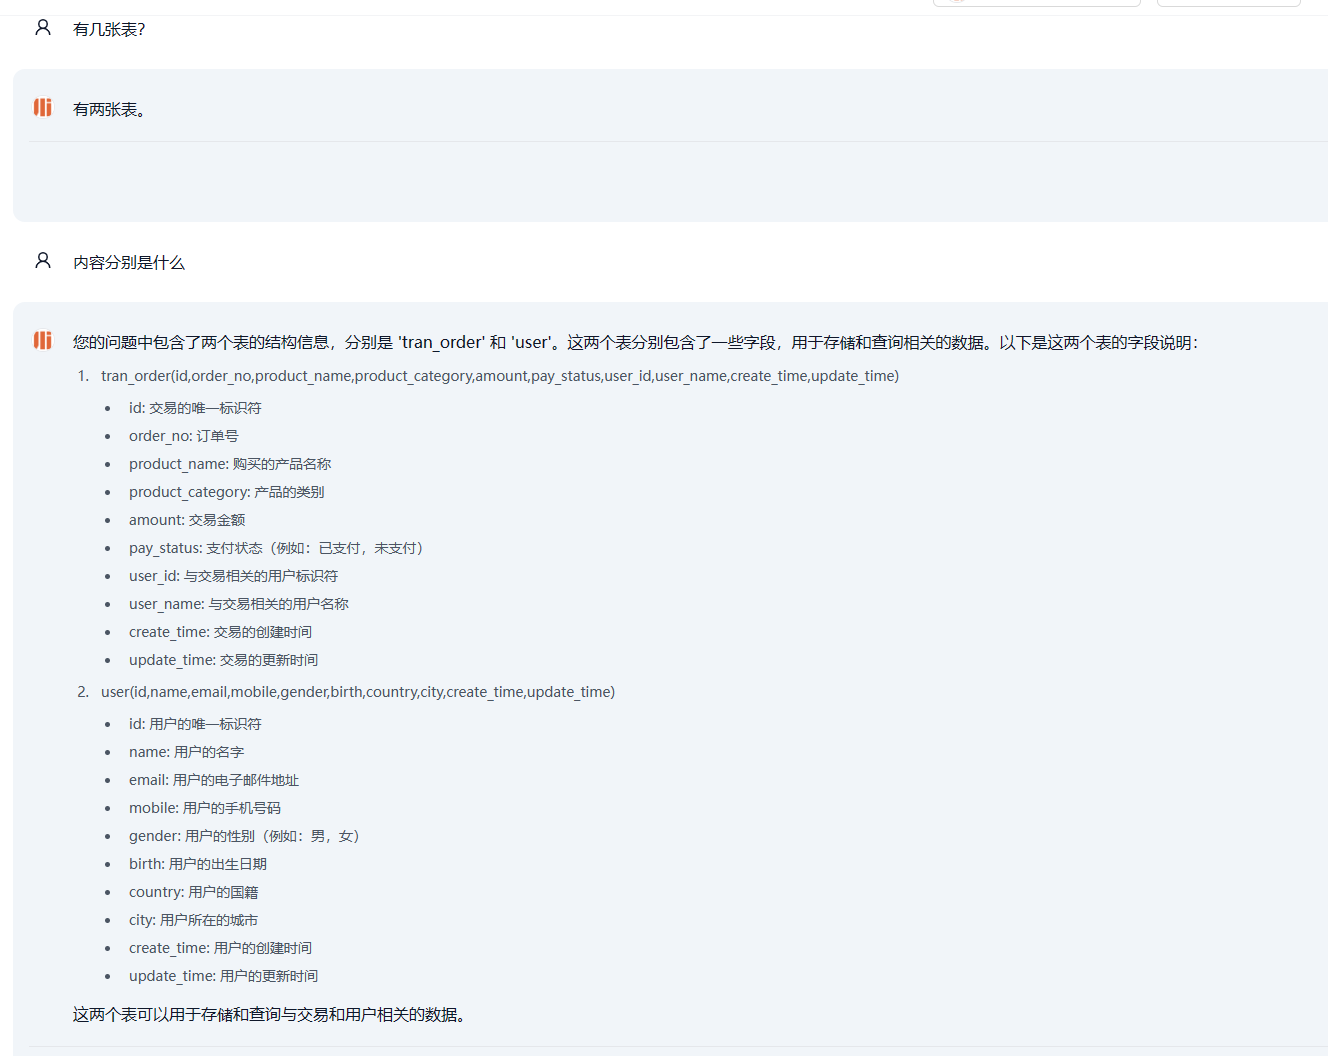 有几张表？
有两张表。
内容分别是什么
您的问题中包含了两个表的结构信息，分别是 'tran_order' 和 'user'。这两个表分别包含了一些字段，用于存储和查询相关的数据。以下是这两个表的字段说明：
1. tran_order(id,order_no,product_name,product_category,amount,pay_status,user_id,user_name,create_time,update_time)
• id: 交易的唯一标识符
• order_no: 订单号
• product_name: 购买的产品名称
• product_category: 产品的类别
• amount: 交易金额
• pay_status: 支付状态（例如：已支付，未支付）
• user_id: 与交易相关的用户标识符
• user_name: 与交易相关的用户名称
• create_time: 交易的创建时间
• update_time: 交易的更新时间
2. user(id,name,email,mobile,gender,birth,country,city,create_time,update_time)
• id: 用户的唯一标识符
• name: 用户的名字
• email: 用户的电子邮件地址
• mobile: 用户的手机号码
• gender: 用户的性别（例如：男，女）
• birth: 用户的出生日期
• country: 用户的国籍
• city: 用户所在的城市
• create_time: 用户的创建时间
• update_time: 用户的更新时间
这两个表可以用于存储和查询与交易和用户相关的数据。